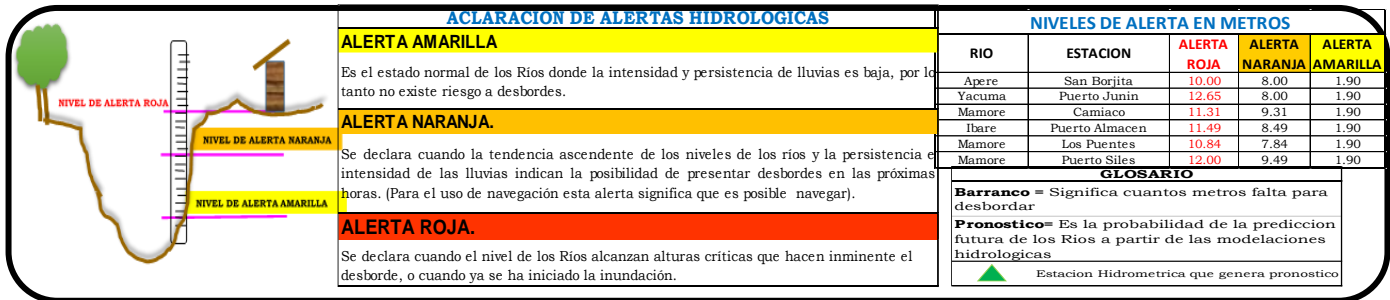 NIVEL DE ALERTA ROJA
NIVEL DE ALERTA NARANJA
NIVEL DE ALERTA AMARILLA
ACLARACION DE ALERTAS HIDROLOGICAS
ALERTA AMARILLA
Es el estado normal de los Ríos donde la intensidad y persistencia de lluvias es baja, por lo
tanto no existe riesgo a desbordes.
ALERTA NARANJA.
Se declara cuando la tendencia ascendente de los niveles de los ríos y la persistencia e
intensidad de las lluvias indican la posibilidad de presentar desbordes en las próximas
horas. (Para el uso de navegación esta alerta significa que es posible navegar).
ALERTA ROJA.
Se declara cuando el nivel de los Ríos alcanzan alturas críticas que hacen inminente el
desborde, o cuando ya se ha iniciado la inundación.
NIVELES DE ALERTA EN METROS
RIO ESTACION ALERTA ROJA ALERTA NARANJA ALERTA AMARILLA
Apere San Borjita 10.00 8.00 1.90
Yacuma Puerto Junin 12.65 8.00 1.90
Mamore Camiaco 11.31 9.31 1.90
Ibare Puerto Almacen 11.49 8.49 1.90
Mamore Los Puentes 10.84 7.84 1.90
Mamore Puerto Siles 12.00 9.49 1.90
GLOSARIO
Barranco = Significa cuantos metros falta para
desbordar
Pronostico= Es la probabilidad de la prediccion
futura de los Rios a partir de las modelaciones
hidrologicas
Estacion Hidrometrica que genera pronostico